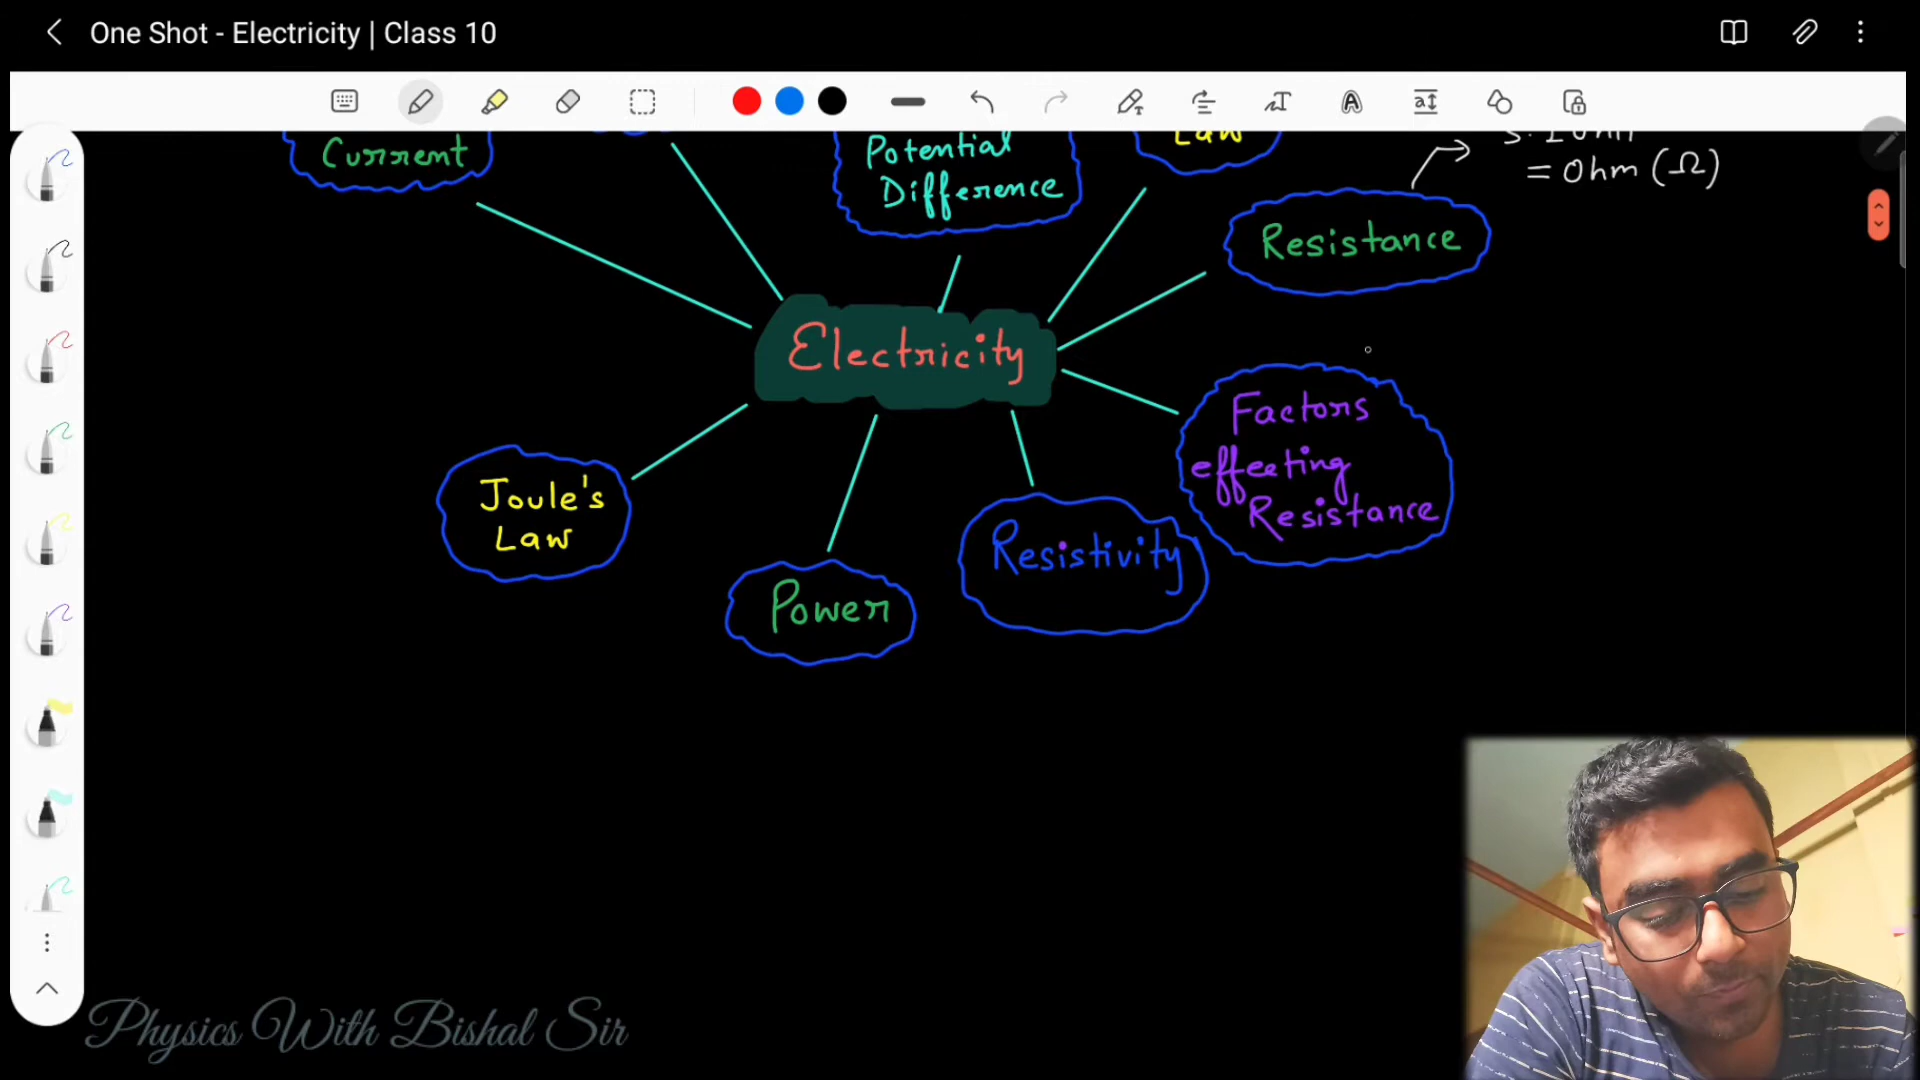 One Shot - Electricity | Class 10
Current
Potential
Difference
Law
= Ohm (Ω)
Resistance
Electricity
Factors
effecting
Resistance
Joule's
Law
Resistivity
Power
Physics With Bishal Sir